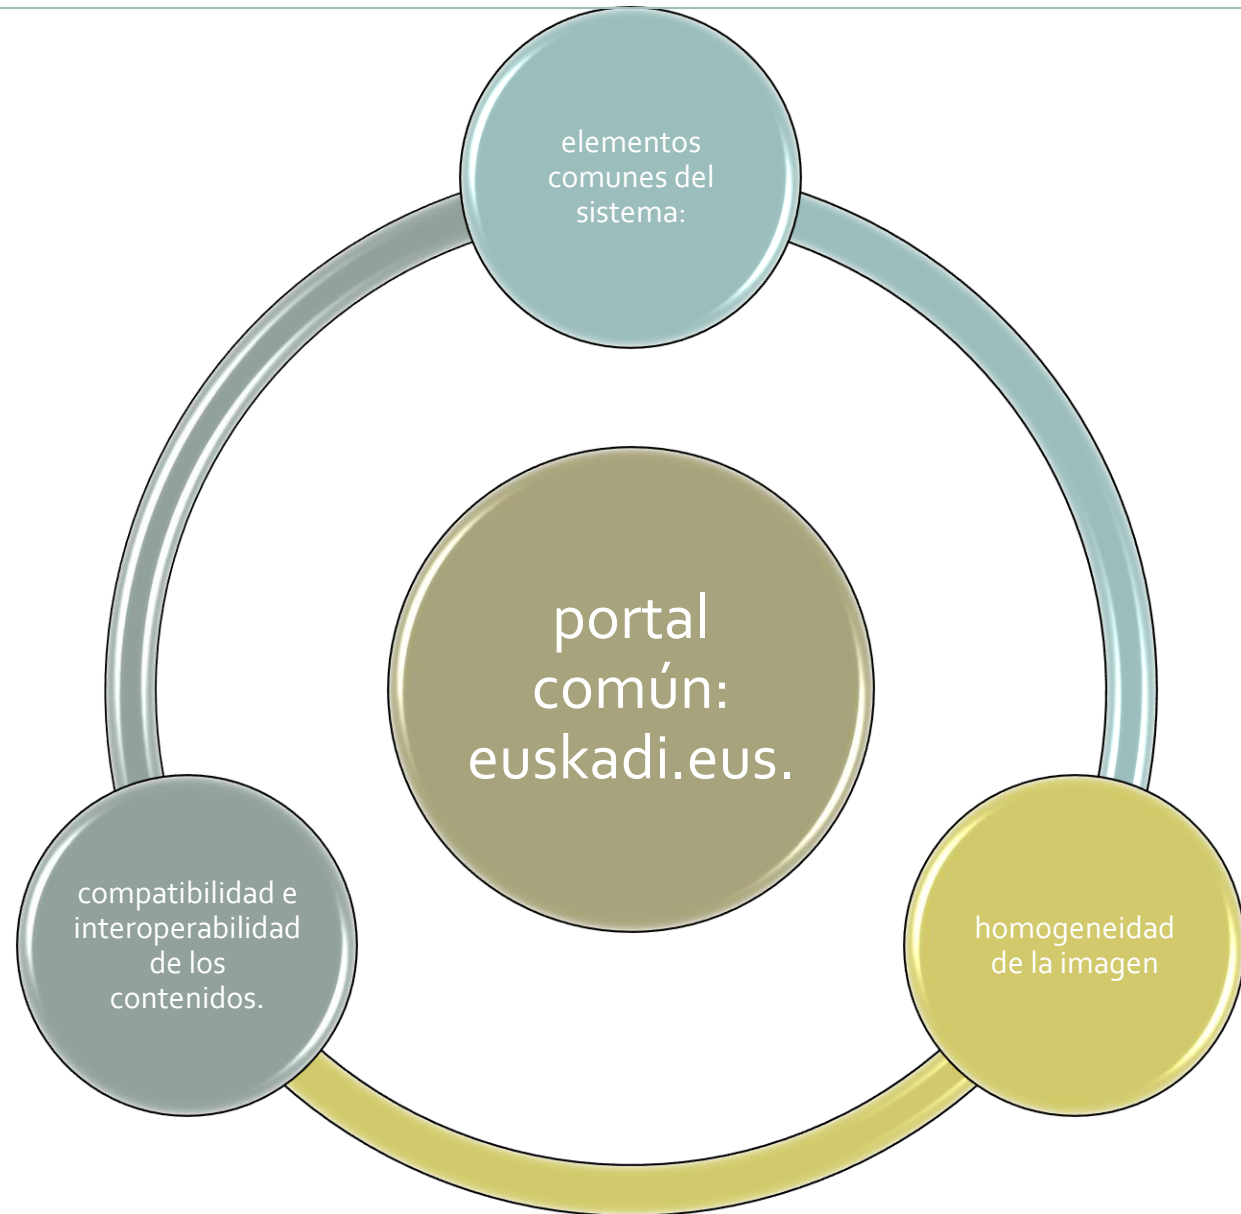 elementos
comunes del
sistema:
portal
común:
euskadi.eus.
compatibilidad e
interoperabilidad
de los
contenidos.
homogeneidad
de la imagen